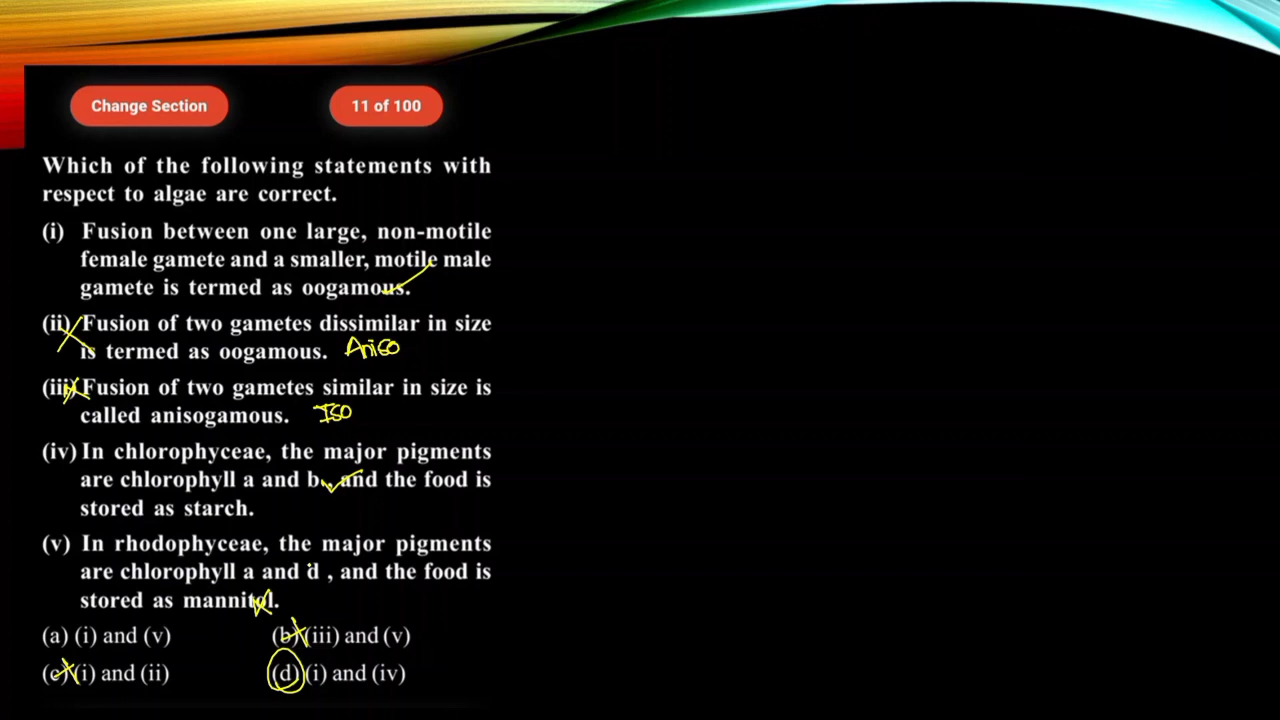 Change Section
11 of 100
Which of the following statements with
respect to algae are correct.
(i) Fusion between one large, non-motile
female gamete and a smaller, motile male
gamete is termed as oogamous.
(ii) Fusion of two gametes dissimilar in size
is termed as oogamous. Aniso
(iii) Fusion of two gametes similar in size is
called anisogamous. Iso
(iv) In chlorophyceae, the major pigments
are chlorophyll a and b, and the food is
stored as starch.
(v) In rhodophyceae, the major pigments
are chlorophyll a and d , and the food is
stored as mannitol.
(a) (i) and (v) (b) (iii) and (v)
(c) (i) and (ii) (d) (i) and (iv)